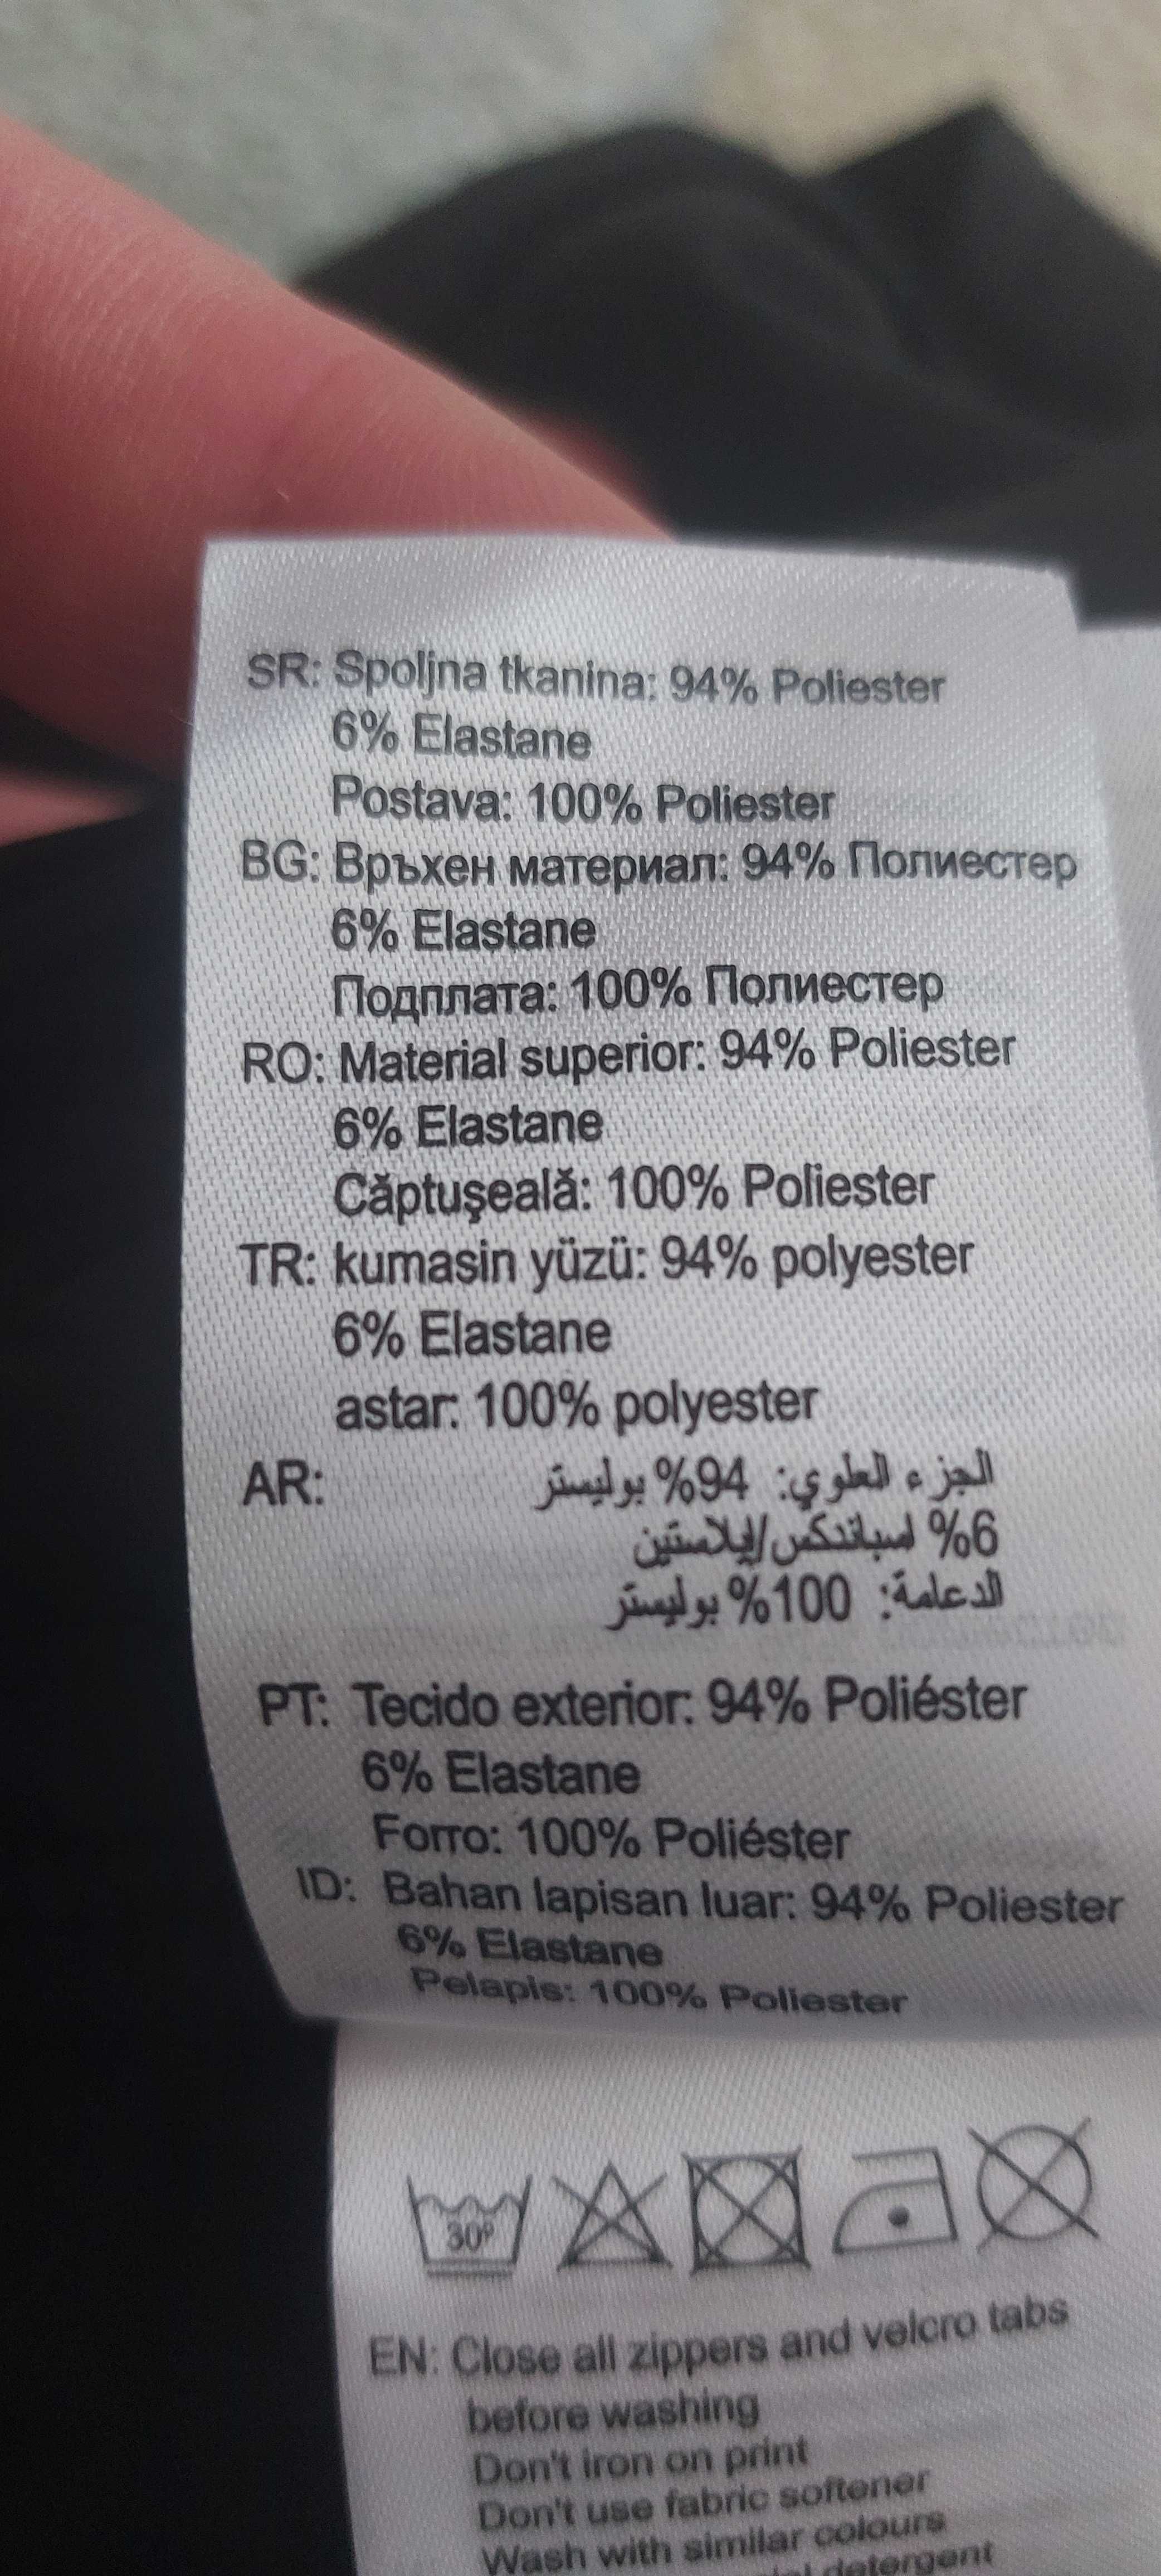 SR: Spoljna tkanina: 94% Poliester
6% Elastane
Postava: 100% Poliester
BG: Връхен материал: 94% Полиестер
6% Elastane
Подплата: 100% Полиестер
RO: Material superior: 94% Poliester
6% Elastane
Căptuşeală: 100% Poliester
TR: kumasin yüzü: 94% polyester
6% Elastane
astar: 100% polyester
AR: الجزء العلوي: 94% بوليستر
6% اسباندكس/إيلاستين
الدعامة: 100% بوليستر
PT: Tecido exterior: 94% Poliéster
6% Elastane
Forro: 100% Poliéster
ID: Bahan lapisan luar: 94% Poliester
6% Elastane
Pelapis: 100% Poliester
30º
EN: Close all zippers and velcro tabs
before washing
Don't iron on print
Don't use fabric softener
Wash with similar colours
detergent